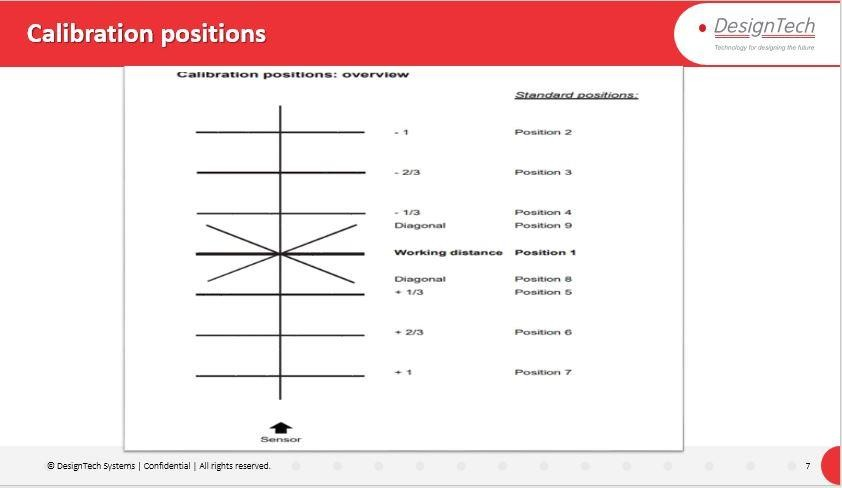 Calibration positions
DesignTech
Technology for designing the future
Calibration positions: overview
Standard positions:
- 1 Position 2
- 2/3 Position 3
- 1/3 Position 4
Diagonal Position 9
Working distance Position 1
Diagonal Position 8
+ 1/3 Position 5
+ 2/3 Position 6
+ 1 Position 7
Sensor
© DesignTech Systems | Confidential | All rights reserved.
7